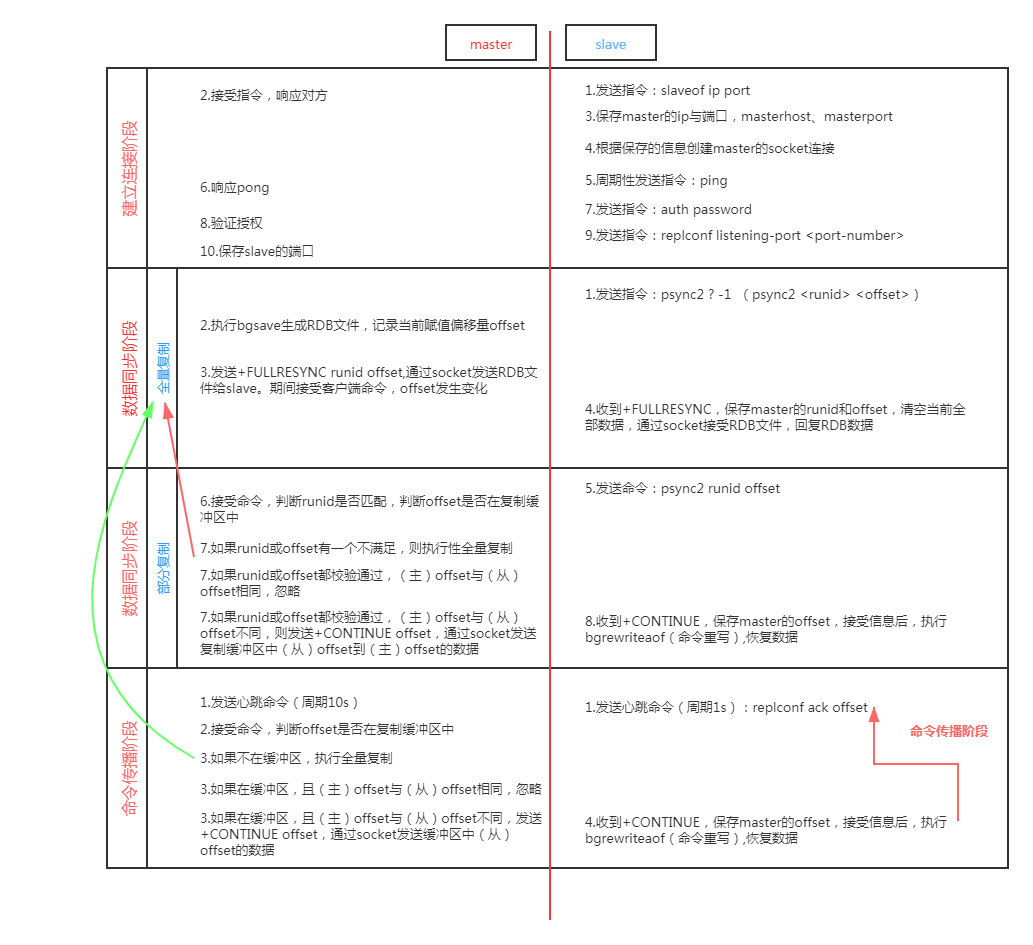 master
slave
建立连接阶段
2.接受指令，响应对方
6.响应pong
8.验证授权
10.保存slave的端口
1.发送指令：slaveof ip port
3.保存master的ip与端口，masterhost、masterport
4.根据保存的信息创建master的socket连接
5.周期性发送指令：ping
7.发送指令：auth password
9.发送指令：replconf listening-port <port-number>
数据同步阶段
全量复制
2.执行bgsave生成RDB文件，记录当前赋值偏移量offset
3.发送+FULLRESYNC runid offset,通过socket发送RDB文
件给slave。期间接受客户端命令，offset发生变化
1.发送指令：psync2 ? -1 （psync2 <runid> <offset>）
4.收到+FULLRESYNC，保存master的runid和offset，清空当前全
部数据，通过socket接受RDB文件，回复RDB数据
数据同步阶段
部分复制
6.接受命令，判断runid是否匹配，判断offset是否在复制缓
冲区中
7.如果runid或offset有一个不满足，则执行性全量复制
7.如果runid或offset都校验通过，（主）offset与（从）
offset相同，忽略
7.如果runid或offset都校验通过，（主）offset与（从）
offset不同，则发送+CONTINUE offset，通过socket发送
复制缓冲区中（从）offset到（主）offset的数据
5.发送命令：psync2 runid offset
8.收到+CONTINUE，保存master的offset，接受信息后，执行
bgrewriteaof（命令重写）,恢复数据
命令传播阶段
1.发送心跳命令（周期10s）
2.接受命令，判断offset是否在复制缓冲区中
3.如果不在缓冲区，执行全量复制
3.如果在缓冲区，且（主）offset与（从）offset相同，忽略
3.如果在缓冲区，且（主）offset与（从）offset不同，发送
+CONTINUE offset，通过socket发送缓冲区中（从）
offset的数据
1.发送心跳命令（周期1s）：replconf ack offset
命令传播阶段
4.收到+CONTINUE，保存master的offset，接受信息后，执行
bgrewriteaof（命令重写）,恢复数据